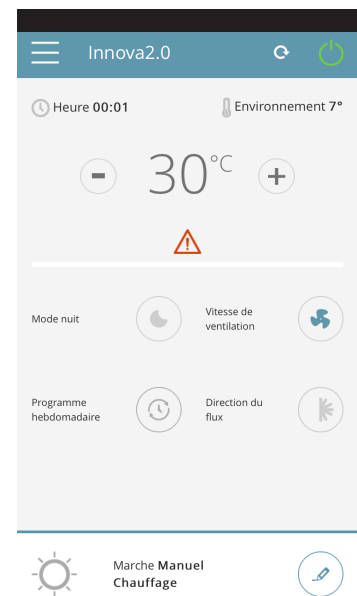 Innova2.0
Heure 00:01
Environnement 7°
30°C
Mode nuit
Vitesse de
ventilation
Programme
hebdomadaire
Direction du
flux
Marche Manuel
Chauffage